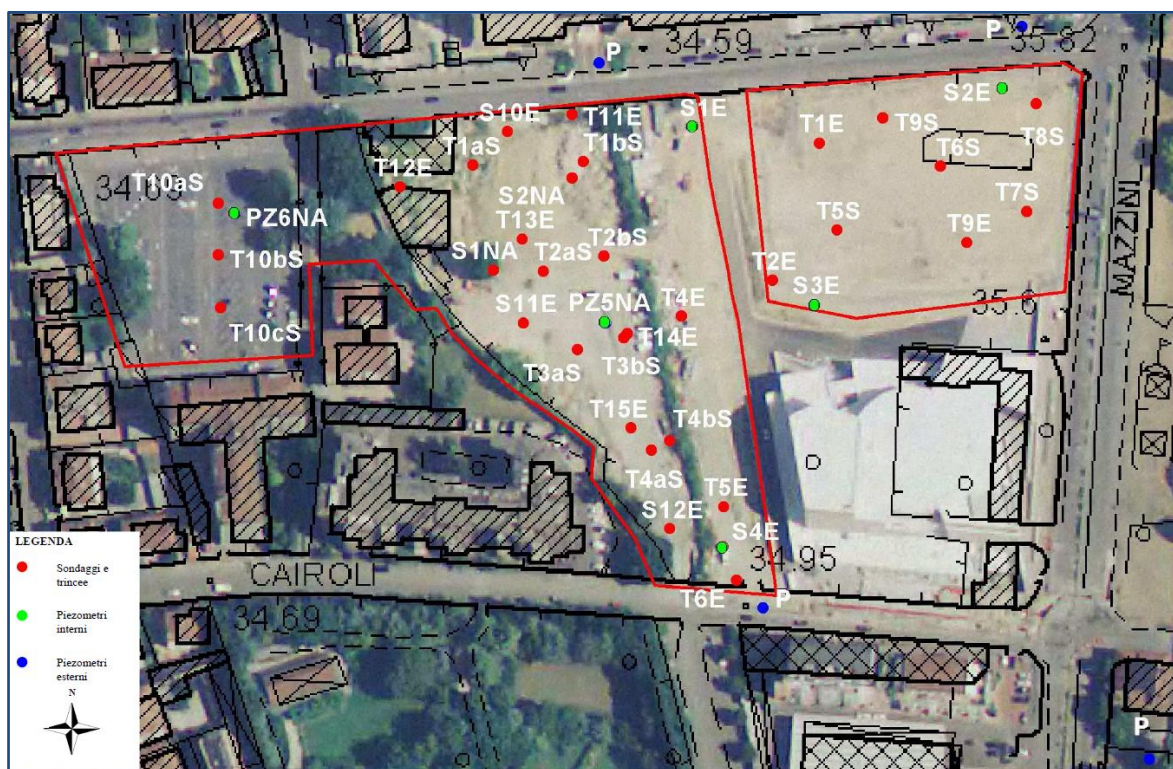 P
34.59
35.82
S10E
T11E
S1E
S2E
T1aS
T1bS
T1E
T9S
T8S
T12E
T6S
34.63
T10aS
S2NA
PZ6NA
T13E
T7S
T10bS
S1NA
T2aS
T2bS
T5S
T9E
MAZZINI
T2E
S3E
S11E
PZ5NA
T4E
35.6
T10cS
T14E
T3aS
T3bS
T15E
T4bS
T4aS
T5E
S12E
S4E
34.95
LEGENDA
Sondaggi e
trincee
CAIROLI
T6E
P
34.69
Piezometri
interni
Piezometri
esterni
N
P